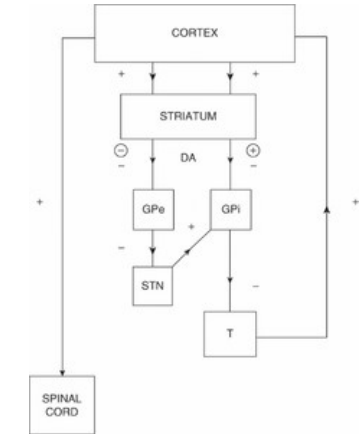 CORTEX
+ +
STRIATUM
⊖ ⊕
− DA −
GPe GPi
+ − + +
STN −
T
SPINAL
CORD